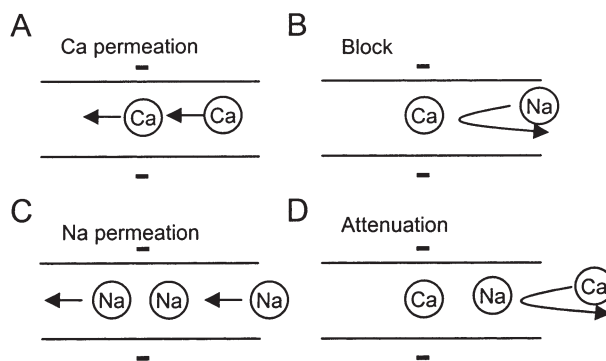 A
Ca permeation
Ca
Ca
B
Block
Ca
Na
C
Na permeation
Na
Na
Na
D
Attenuation
Ca
Na
Ca